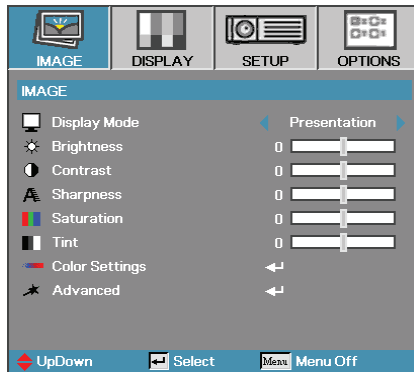 IMAGE DISPLAY SETUP OPTIONS
IMAGE
Display Mode Presentation
Brightness 0
Contrast 0
Sharpness 0
Saturation 0
Tint 0
Color Settings
Advanced
UpDown Select Menu Menu Off